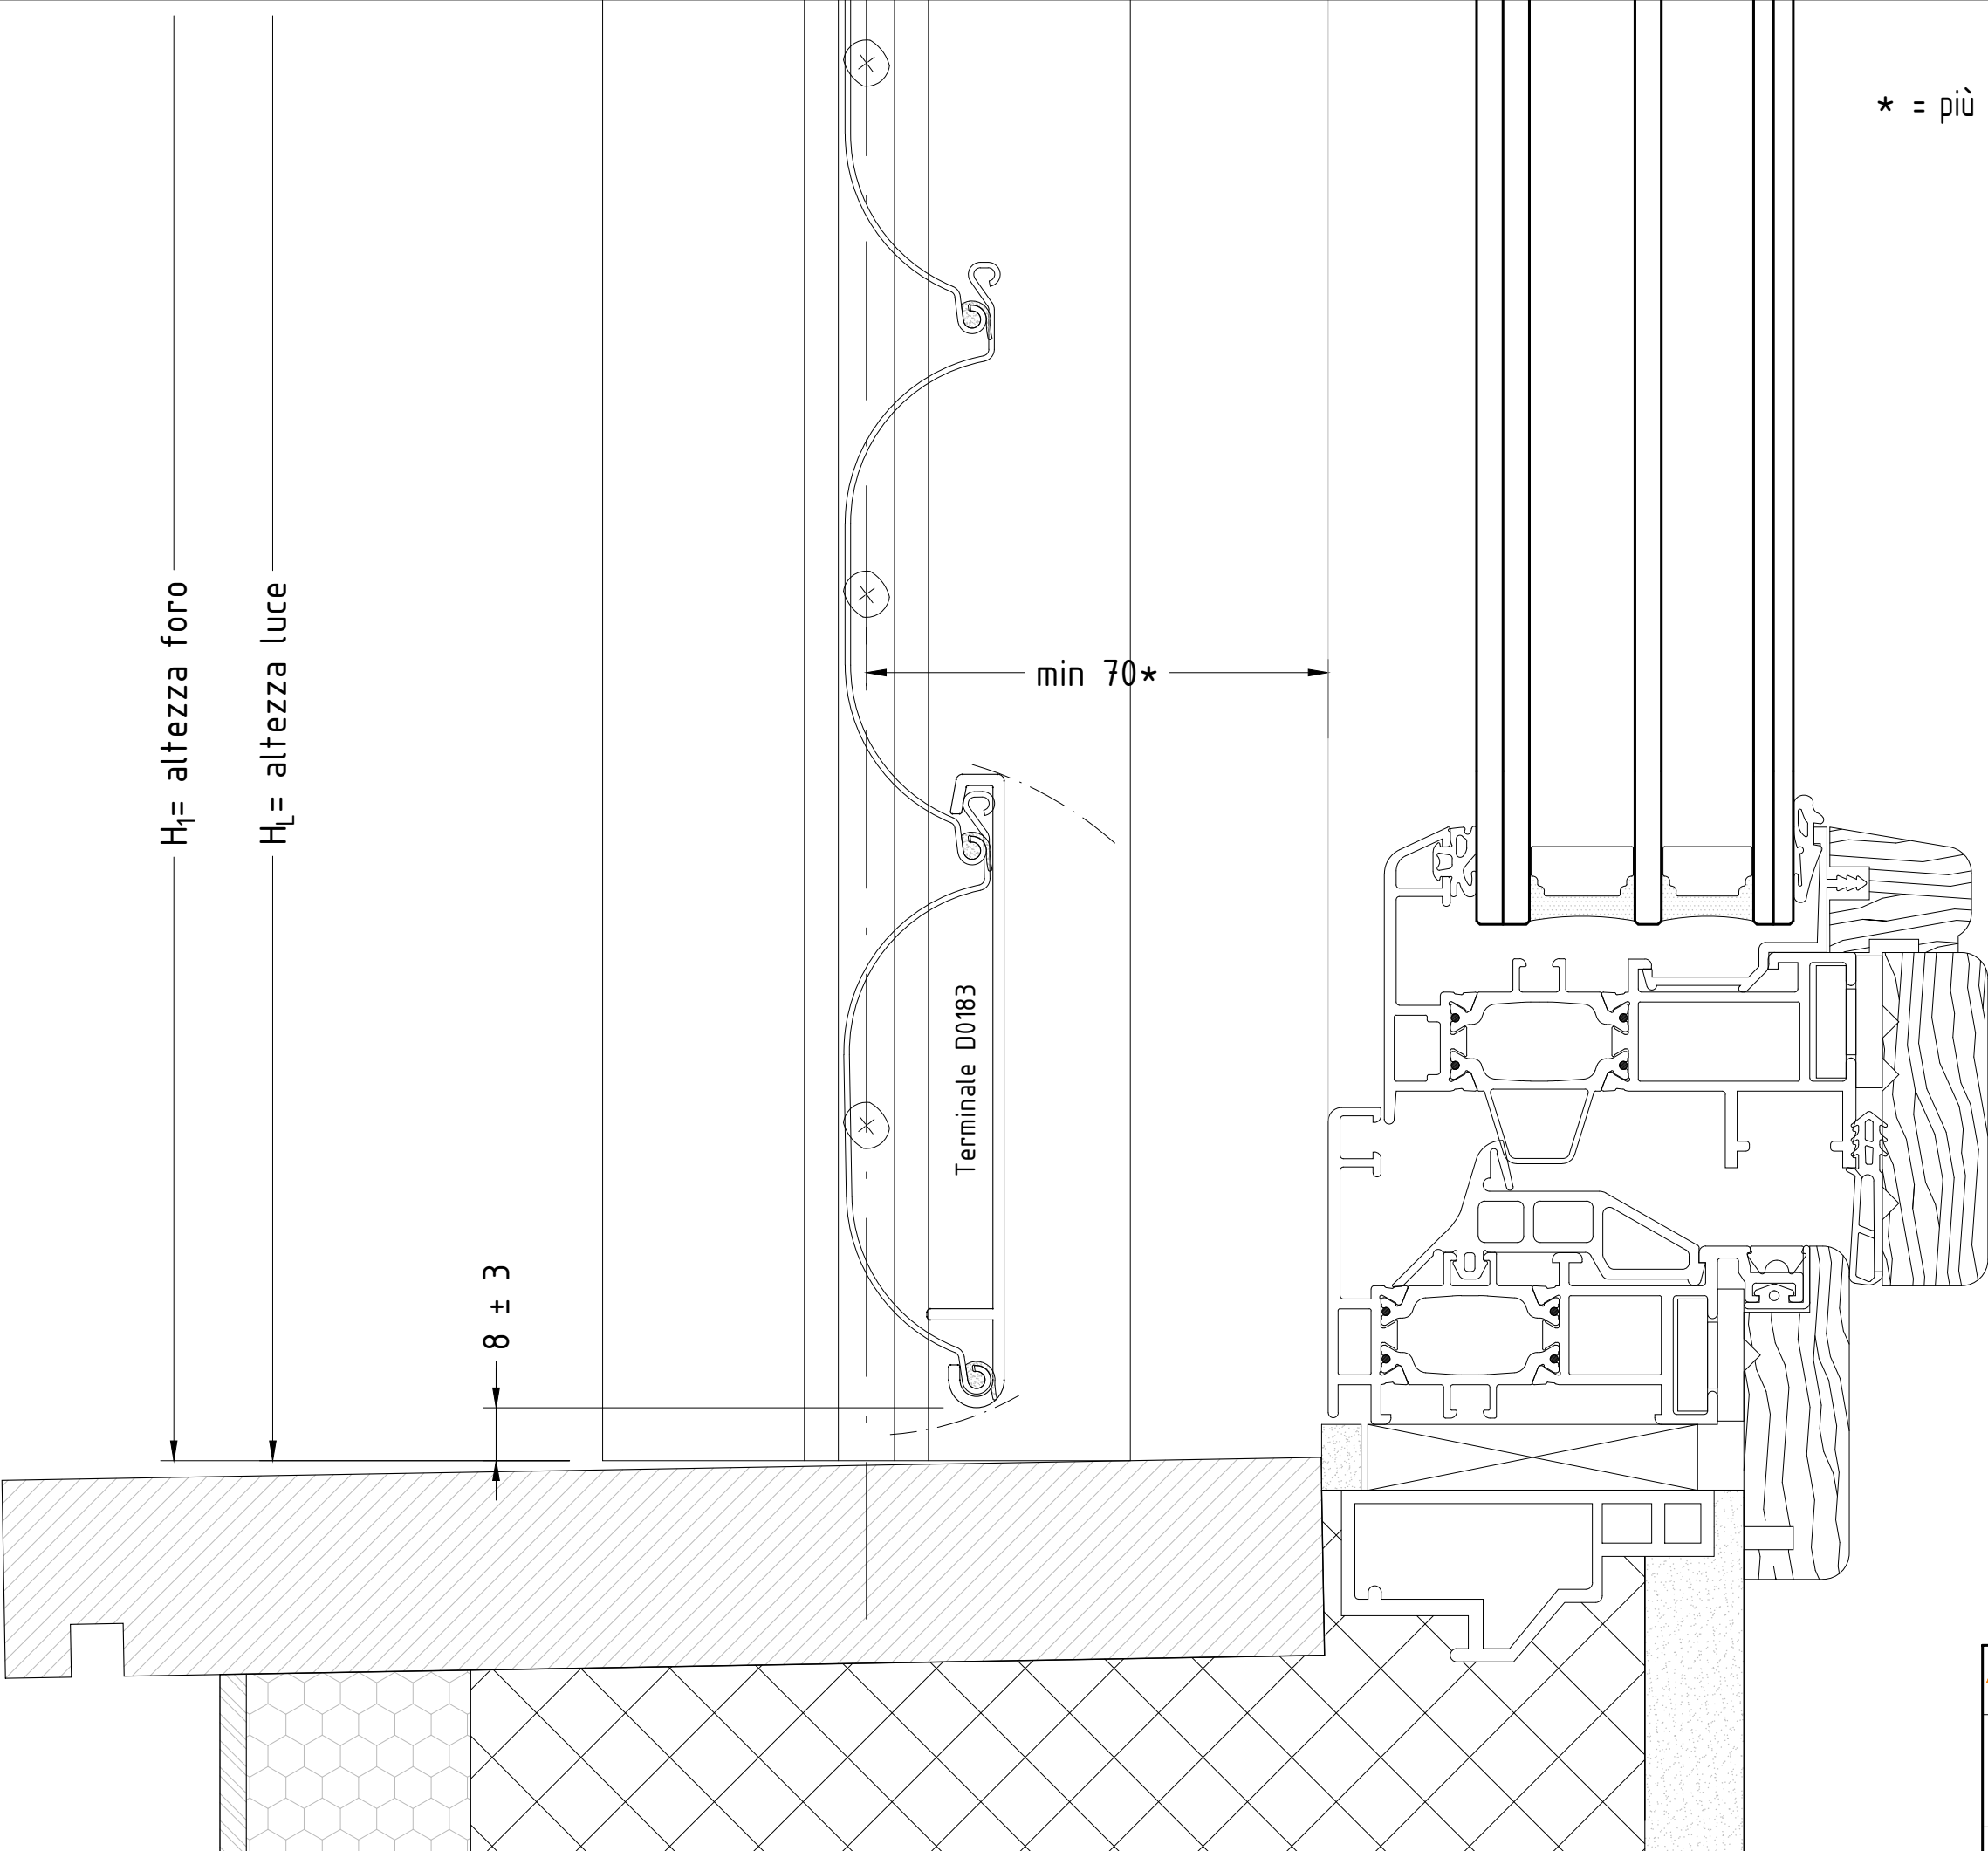 * = più
H1= altezza foro
HL= altezza luce
min 70*
Terminale D0183
8 ± 3